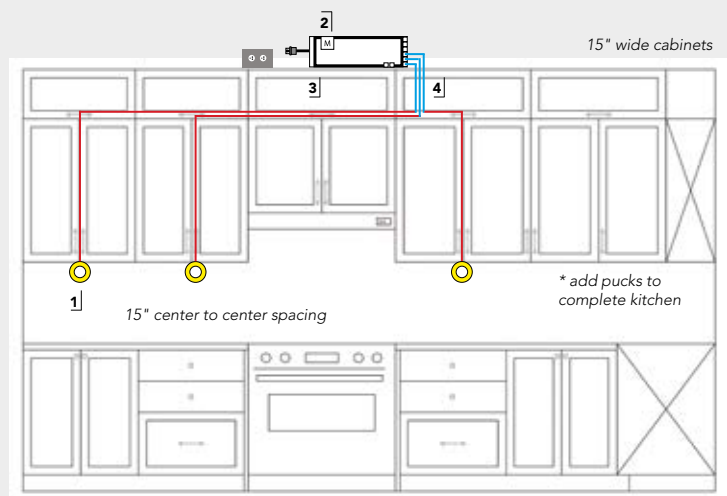 2
M
15" wide cabinets
3
4
1
15" center to center spacing
* add pucks to
complete kitchen